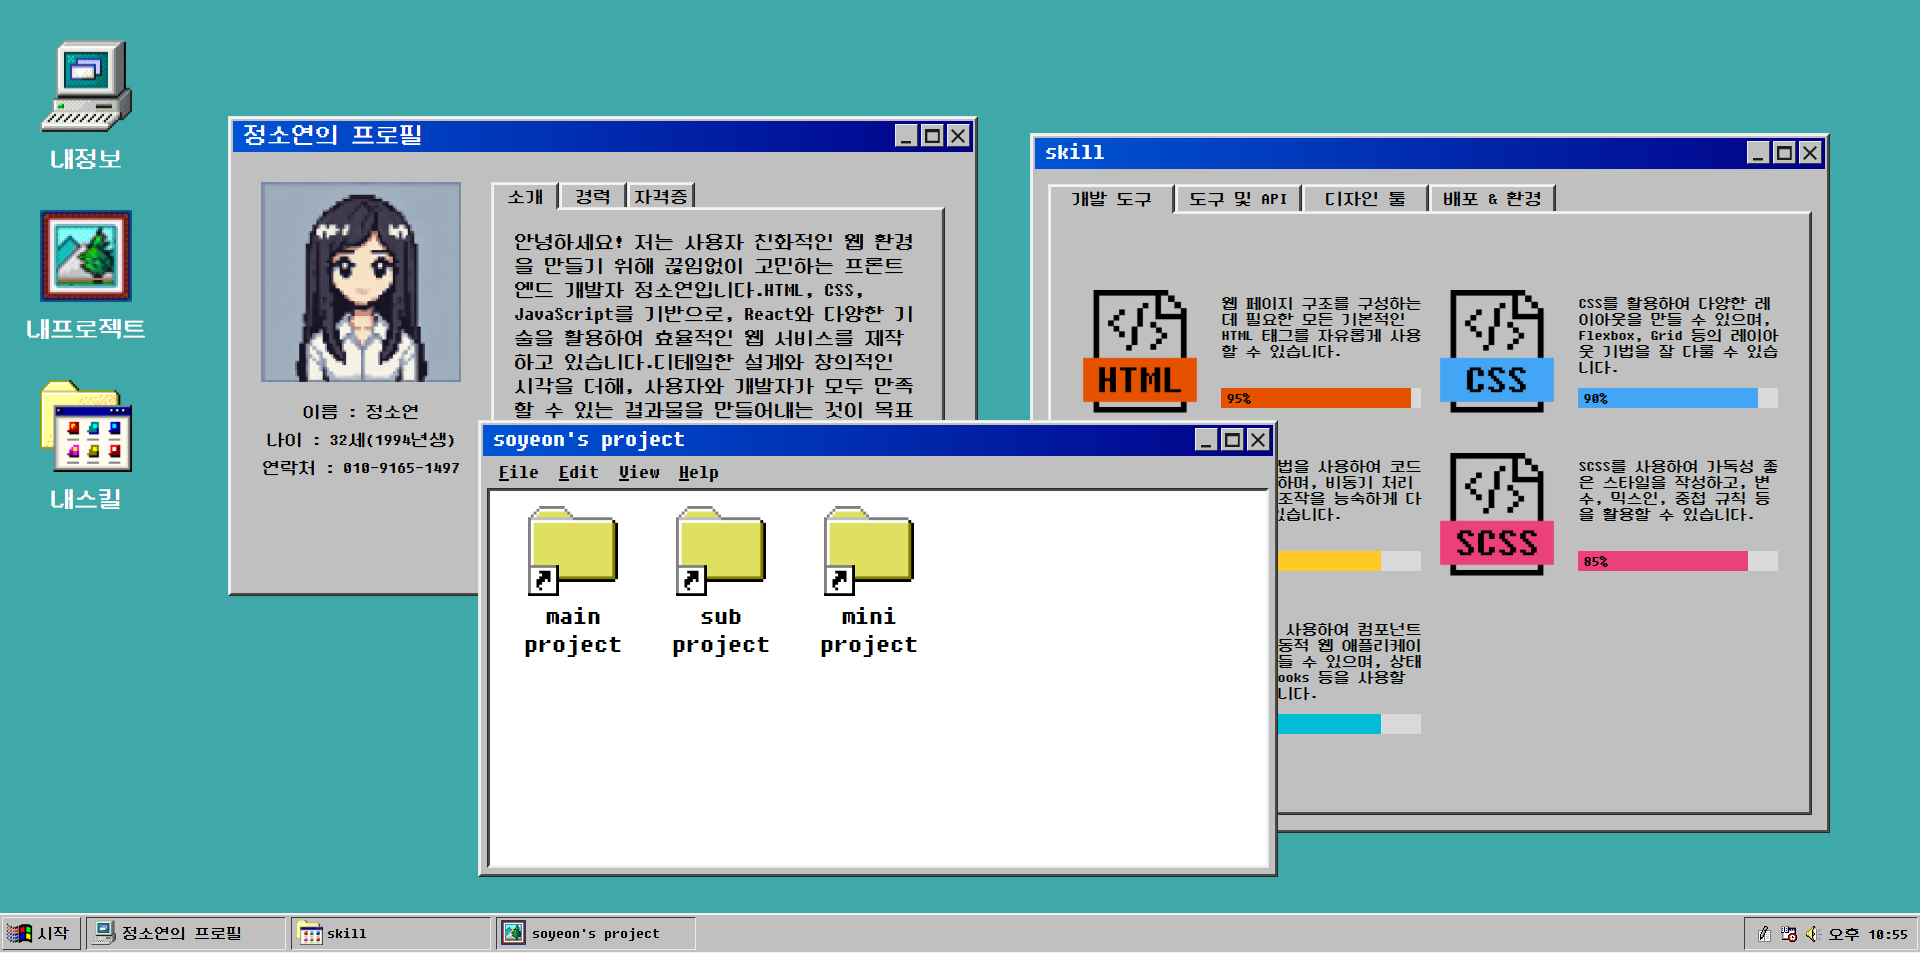 내정보
내프로젝트
내스킬
정소연의 프로필
이름 : 정소연
나이 : 32세(1994년생)
연락처 : 010-9165-1497
소개 경력 자격증
안녕하세요! 저는 사용자 친화적인 웹 환경
을 만들기 위해 끊임없이 고민하는 프론트
엔드 개발자 정소연입니다.HTML, CSS,
JavaScript를 기반으로, React와 다양한 기
술을 활용하여 효율적인 웹 서비스를 제작
하고 있습니다.디테일한 설계와 창의적인
시각을 더해, 사용자와 개발자가 모두 만족
할 수 있는 결과물을 만들어내는 것이 목표
skill
개발 도구 도구 및 API 디자인 툴 배포 & 환경
HTML
웹 페이지 구조를 구성하는
데 필요한 모든 기본적인
HTML 태그를 자유롭게 사용
할 수 있습니다.
95%
CSS
CSS를 활용하여 다양한 레
이아웃을 만들 수 있으며,
Flexbox, Grid 등의 레이아
웃 기법을 잘 다룰 수 있습
니다.
90%
법을 사용하여 코드
하며, 비동기 처리
조작을 능숙하게 다
있습니다.
SCSS
SCSS를 사용하여 가독성 좋
은 스타일을 작성하고, 변
수, 믹스인, 중첩 규칙 등
을 활용할 수 있습니다.
85%
사용하여 컴포넌트
동적 웹 애플리케이
들 수 있으며, 상태
ooks 등을 사용할
니다.
soyeon's project
File Edit View Help
main
project
sub
project
mini
project
시작
정소연의 프로필
skill
soyeon's project
오후 10:55